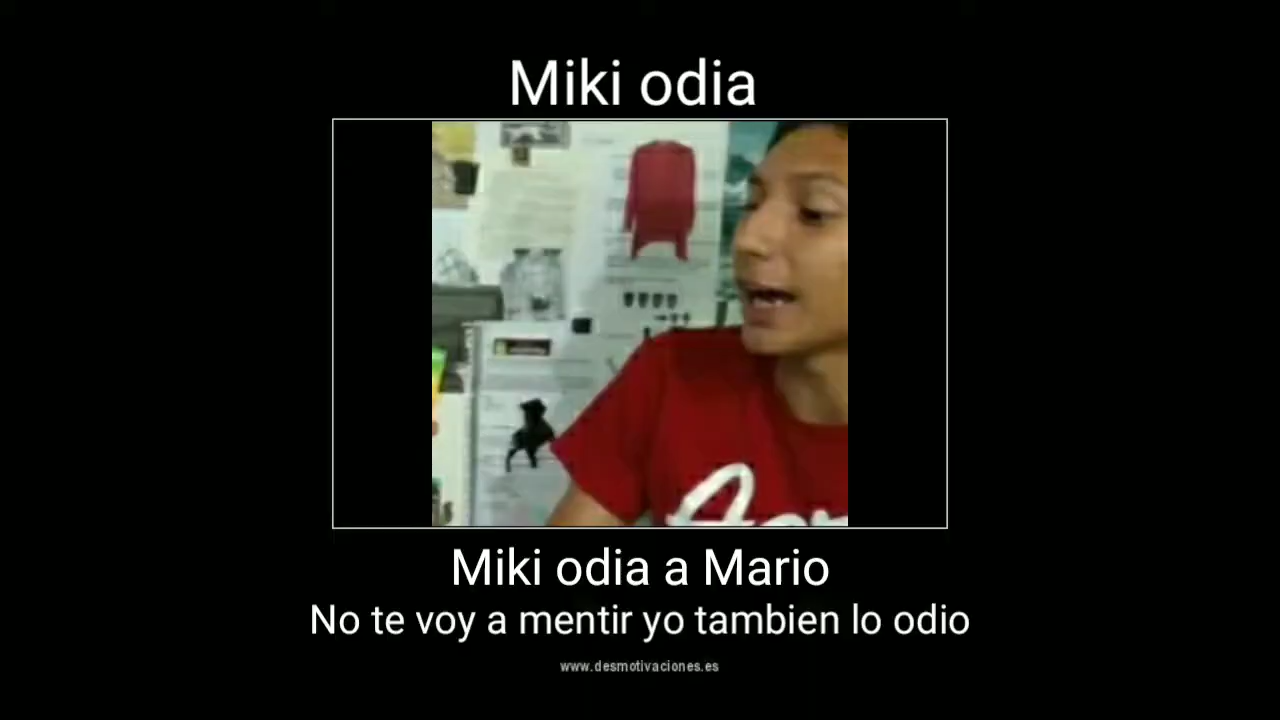 Miki odia
Miki odia a Mario
No te voy a mentir yo tambien lo odio
www.desmotivaciones.es